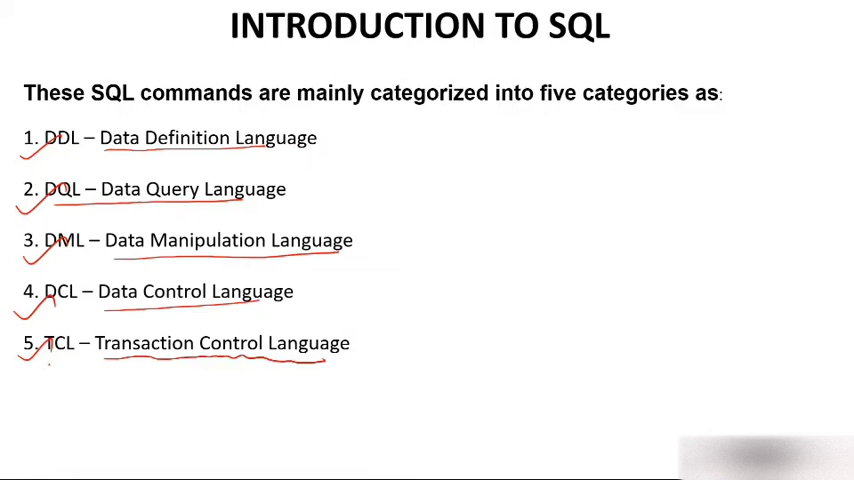 INTRODUCTION TO SQL
These SQL commands are mainly categorized into five categories as:
1. DDL – Data Definition Language
2. DQL – Data Query Language
3. DML – Data Manipulation Language
4. DCL – Data Control Language
5. TCL – Transaction Control Language